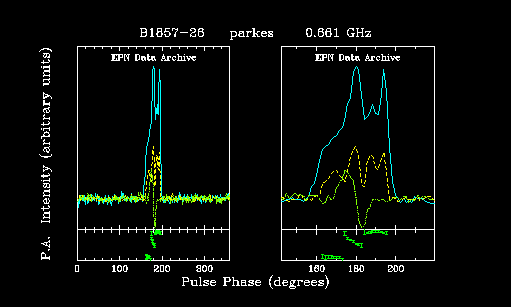 B1857-26 parkes 0.661 GHz
EPN Data Archive EPN Data Archive
P.A. Intensity (arbitrary units)
0 100 200 300 160 180 200
Pulse Phase (degrees)